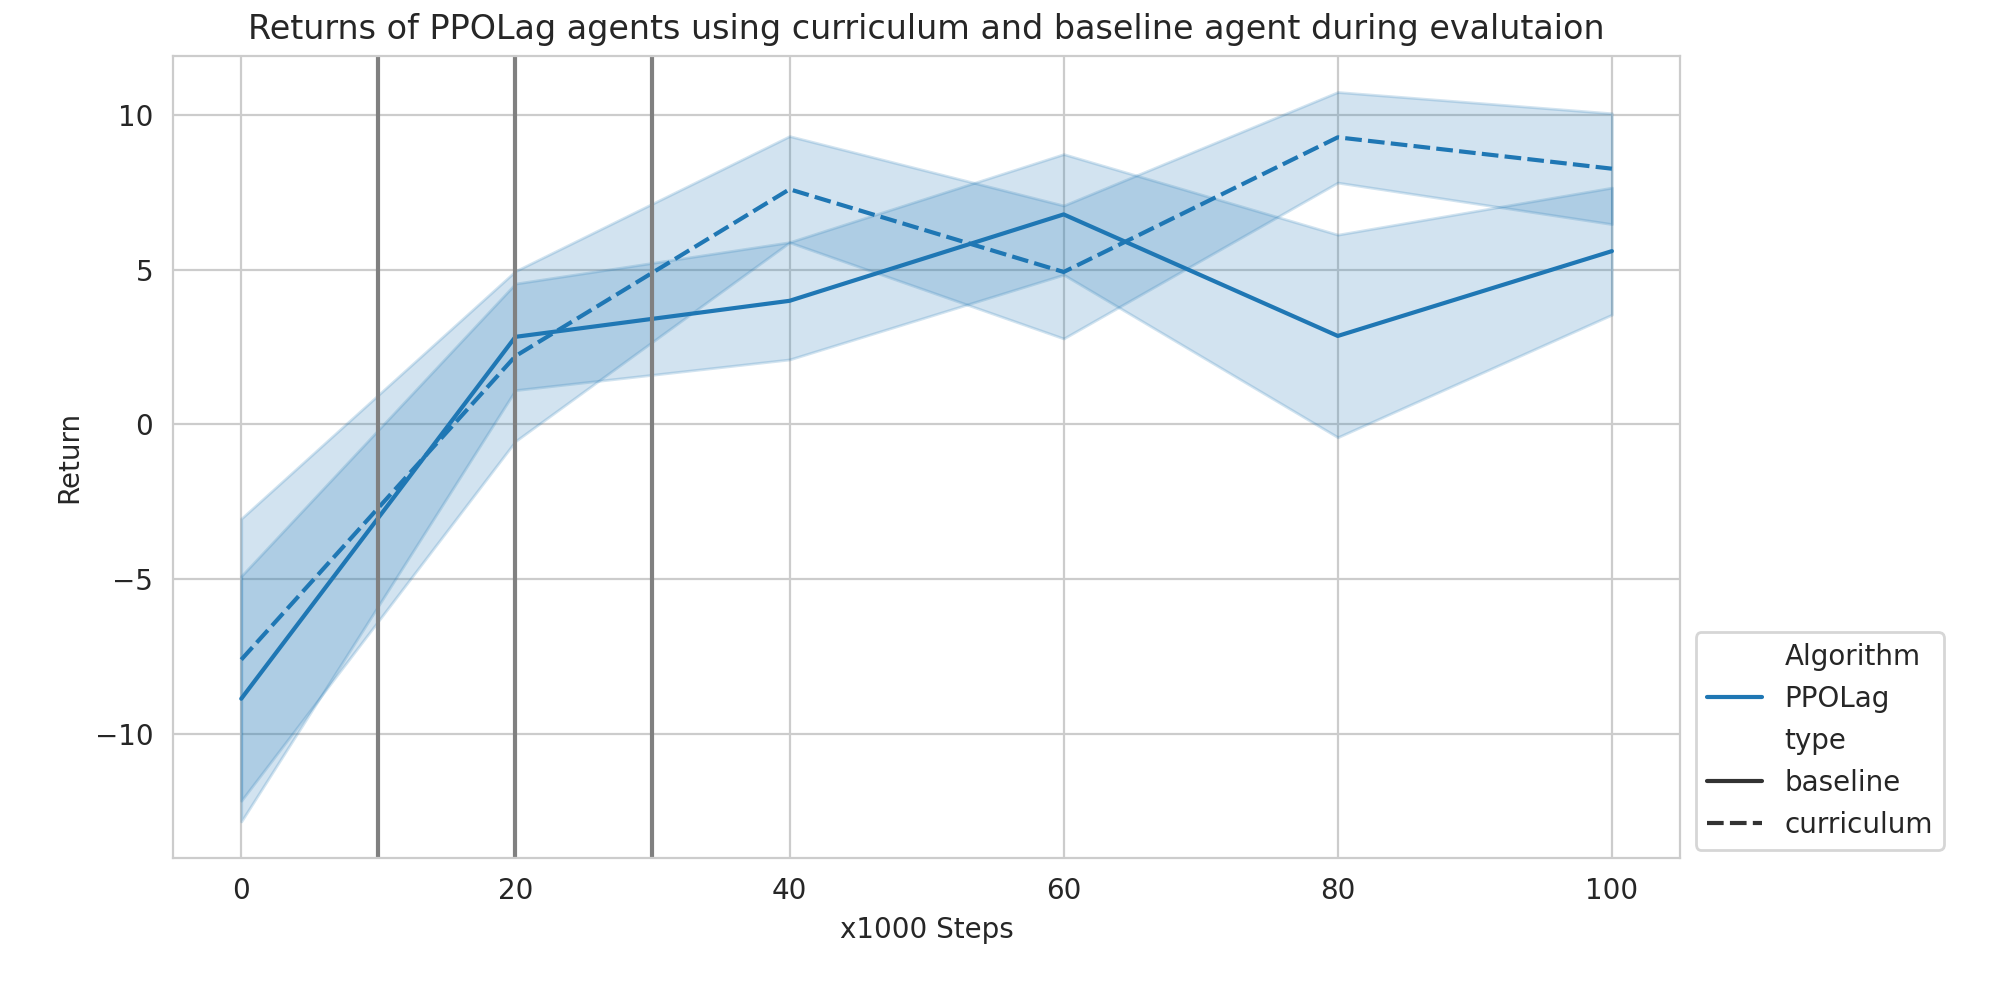 Returns of PPOLag agents using curriculum and baseline agent during evalutaion
10
5
0
−5
−10
Return
0 20 40 60 80 100
x1000 Steps
Algorithm
PPOLag
type
baseline
curriculum